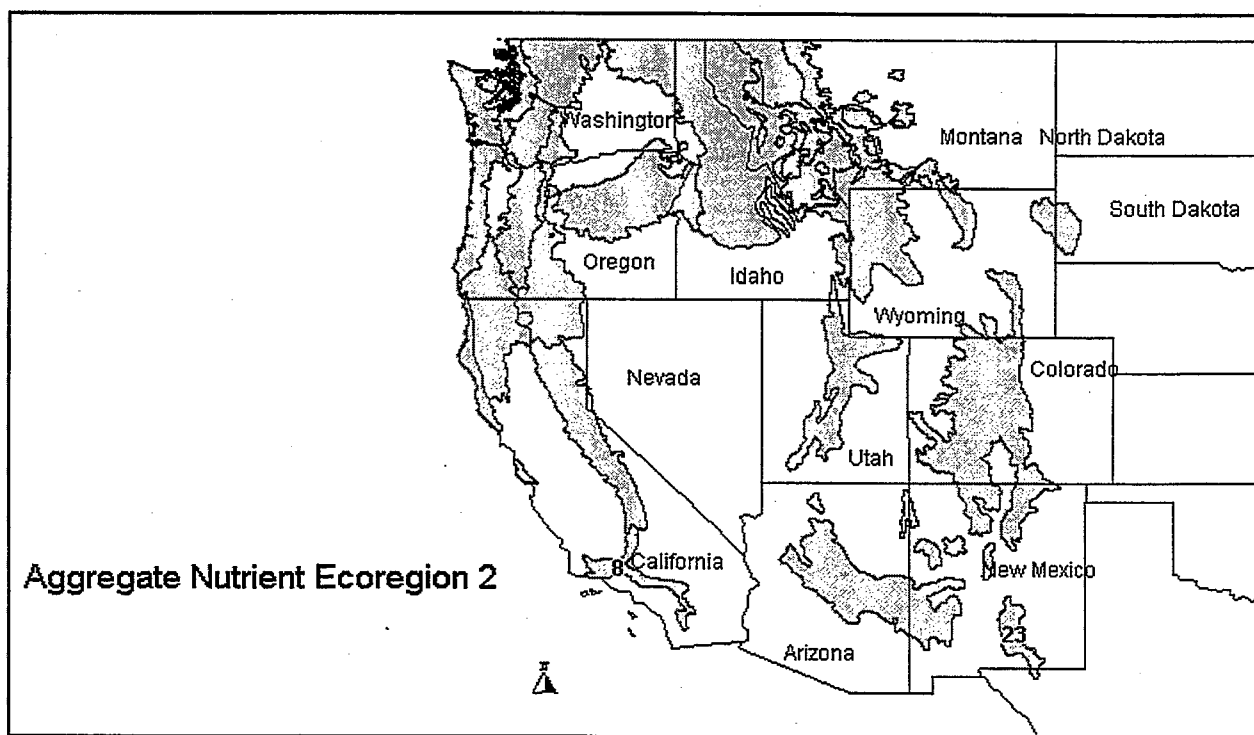 Washington
Montana
North Dakota
South Dakota
Oregon
Idaho
Wyoming
Nevada
Colorado
Utah
8
California
Aggregate Nutrient Ecoregion 2
New Mexico
23
Arizona